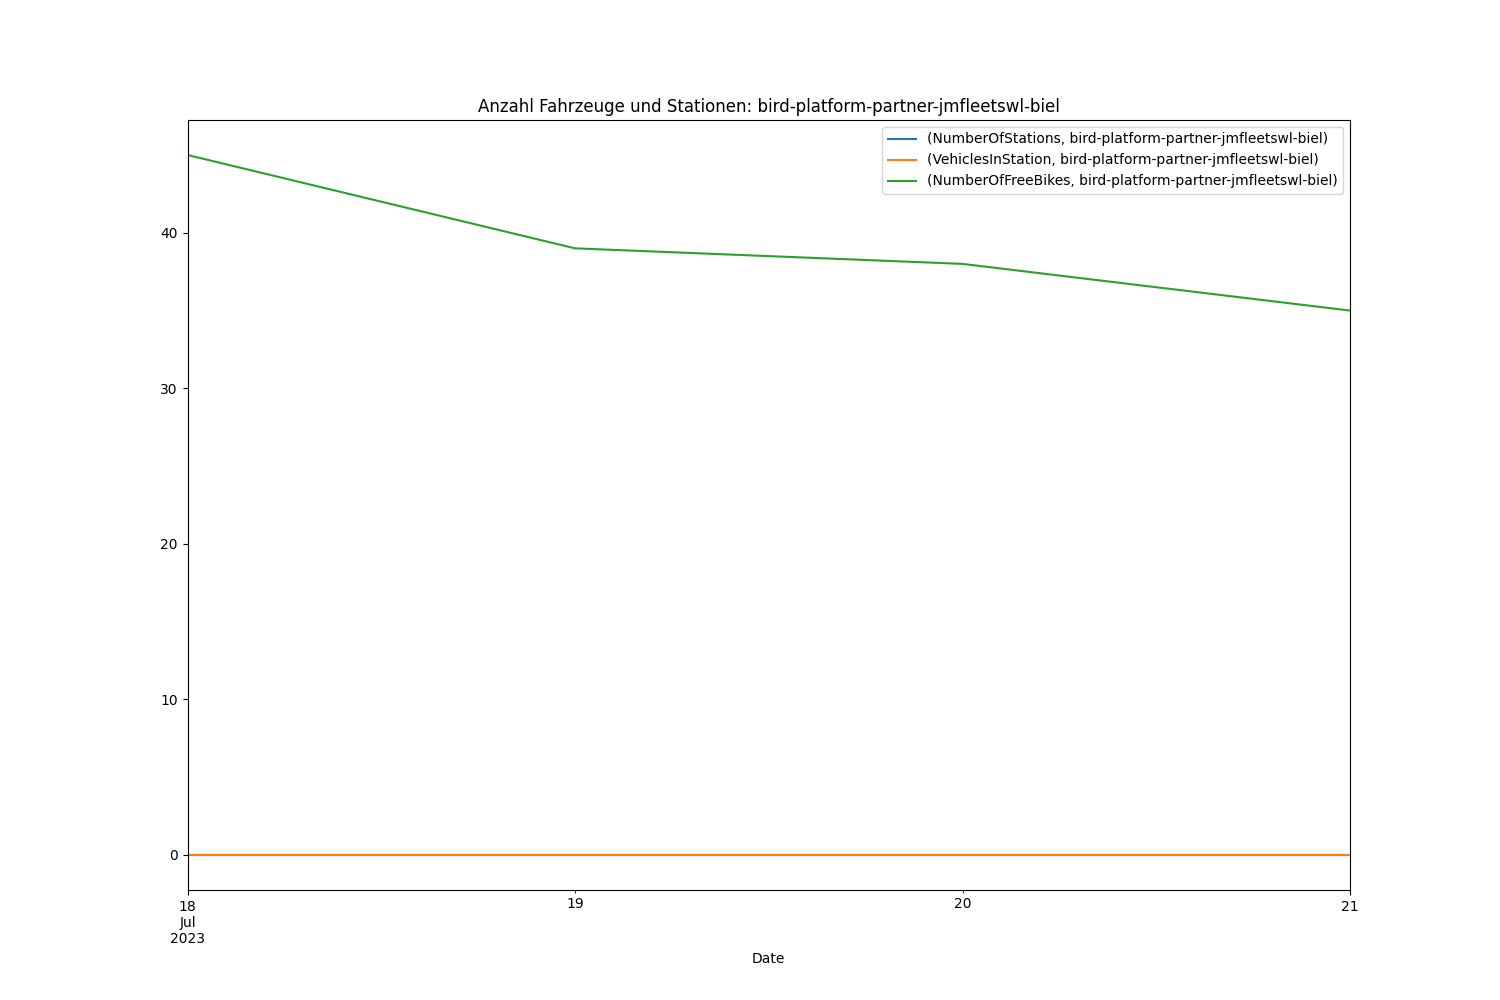 Anzahl Fahrzeuge und Stationen: bird-platform-partner-jmfleetswl-biel
(NumberOfStations, bird-platform-partner-jmfleetswl-biel)
(VehiclesInStation, bird-platform-partner-jmfleetswl-biel)
(NumberOfFreeBikes, bird-platform-partner-jmfleetswl-biel)
40
30
20
10
0
18 19 20 21
Jul
2023
Date